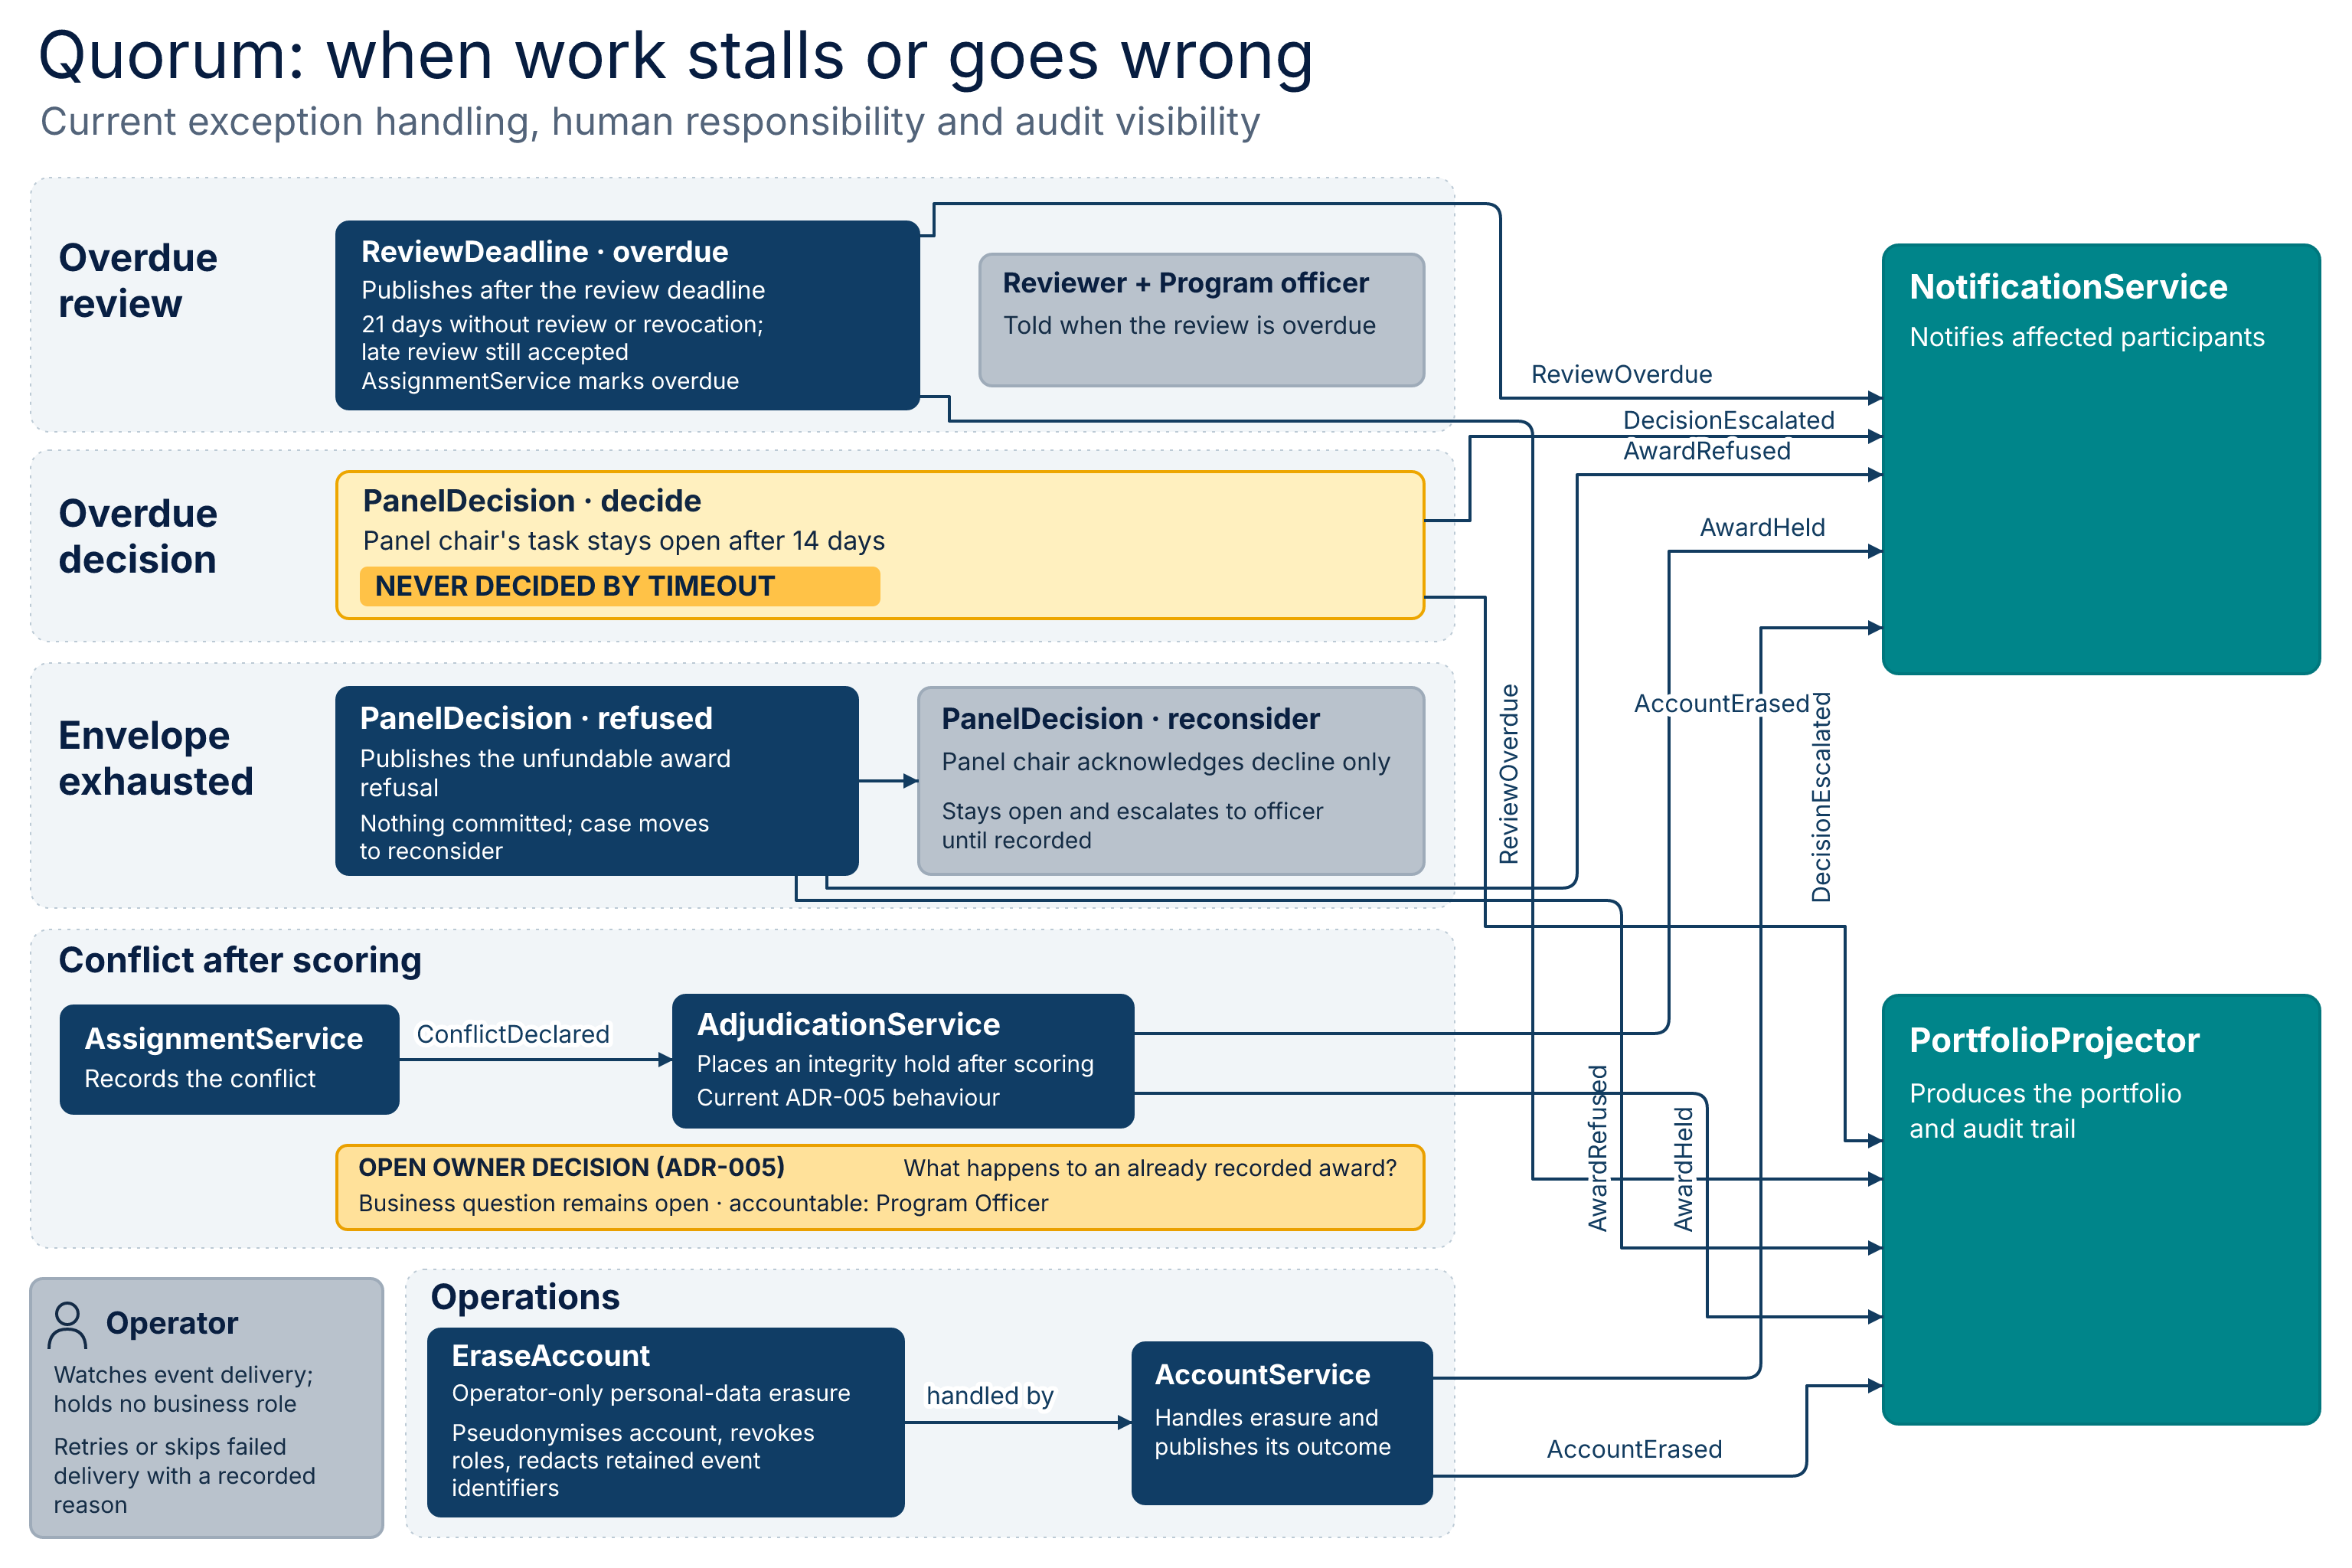 Quorum: when work stalls or goes wrong
Current exception handling, human responsibility and audit visibility
Overdue
review
ReviewDeadline · overdue
Publishes after the review deadline
21 days without review or revocation;
late review still accepted
AssignmentService marks overdue
Reviewer + Program officer
Told when the review is overdue
ReviewOverdue
DecisionEscalated
AwardRefused
AwardHeld
AccountErased
NotificationService
Notifies affected participants
Overdue
decision
PanelDecision · decide
Panel chair's task stays open after 14 days
NEVER DECIDED BY TIMEOUT
Envelope
exhausted
PanelDecision · refused
Publishes the unfundable award
refusal
Nothing committed; case moves
to reconsider
PanelDecision · reconsider
Panel chair acknowledges decline only
Stays open and escalates to officer
until recorded
ReviewOverdue
DecisionEscalated
Conflict after scoring
AssignmentService
Records the conflict
ConflictDeclared
AdjudicationService
Places an integrity hold after scoring
Current ADR-005 behaviour
OPEN OWNER DECISION (ADR-005)
What happens to an already recorded award?
Business question remains open · accountable: Program Officer
AwardRefused
AwardHeld
PortfolioProjector
Produces the portfolio
and audit trail
Operator
Watches event delivery;
holds no business role
Retries or skips failed
delivery with a recorded
reason
Operations
EraseAccount
Operator-only personal-data erasure
Pseudonymises account, revokes
roles, redacts retained event
identifiers
handled by
AccountService
Handles erasure and
publishes its outcome
AccountErased